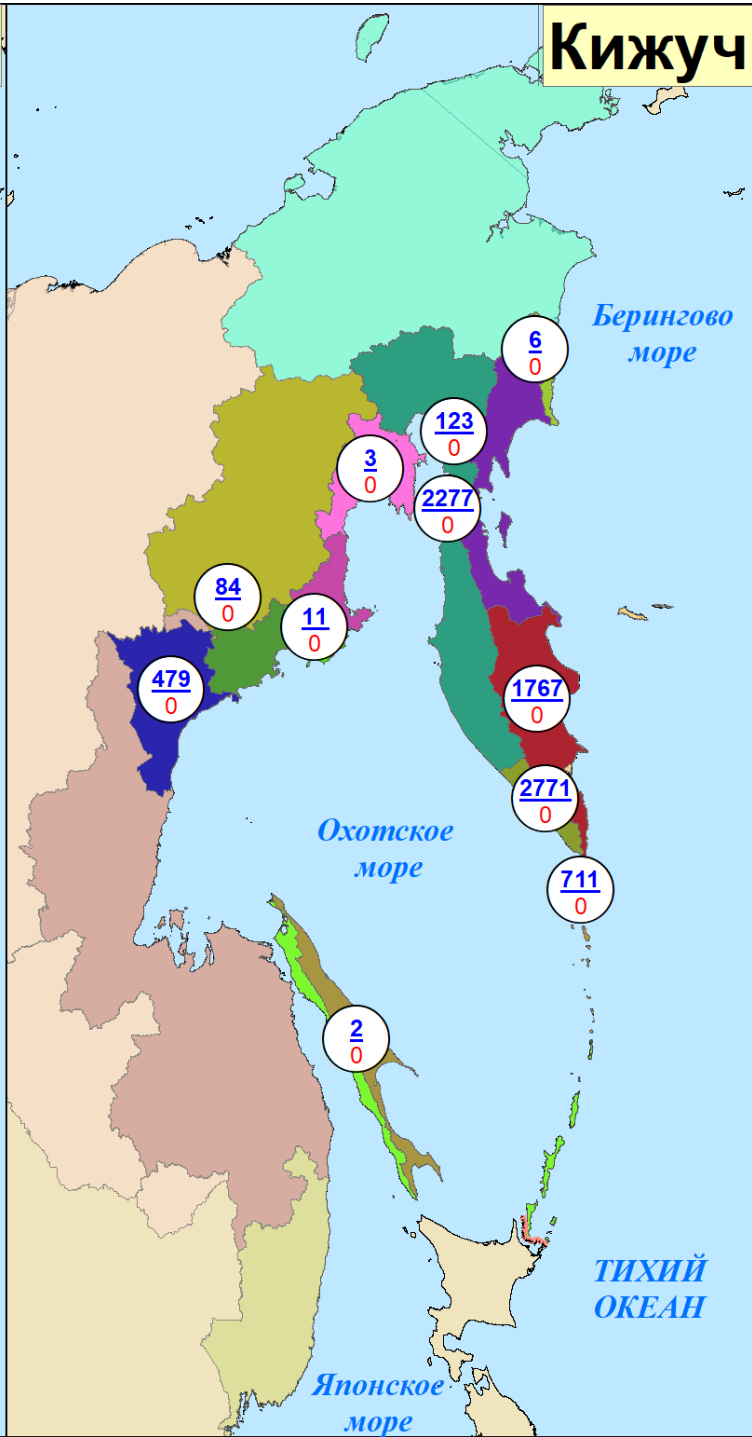 Кижуч
Берингово
море
6
0
123
0
3
0
2277
0
84
0
11
0
479
0
1767
0
2771
0
Охотское
море
711
0
2
0
ТИХИЙ
ОКЕАН
Японское
море